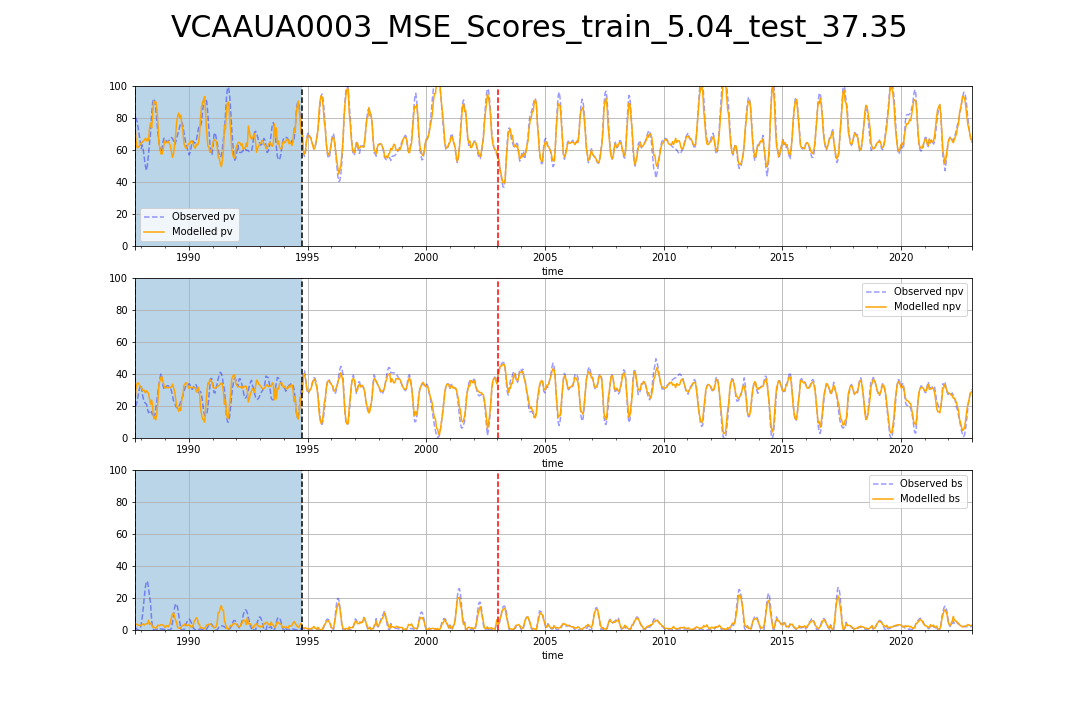 VCAAUA0003_MSE_Scores_train_5.04_test_37.35
100
80
60
40
20
0
Observed pv
Modelled pv
1990 1995 2000 2005 2010 2015 2020
time
100
80
60
40
20
0
Observed npv
Modelled npv
1990 1995 2000 2005 2010 2015 2020
time
100
80
60
40
20
0
Observed bs
Modelled bs
1990 1995 2000 2005 2010 2015 2020
time